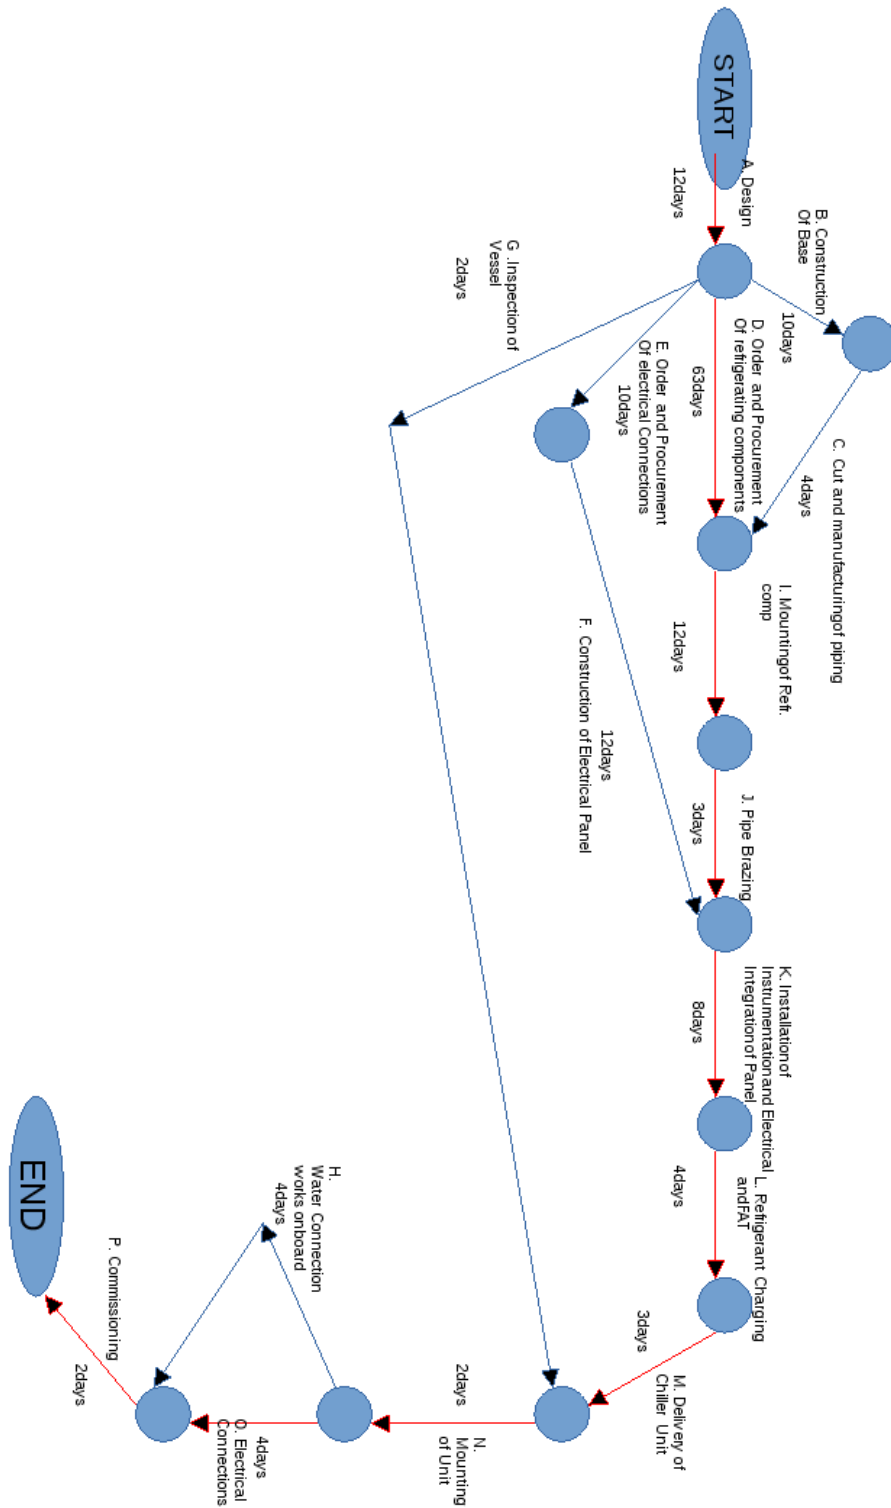 START
A. Design
12days
B. Construction
Of Base
10days
C. Cut and manufacturingof piping
4days
D. Order and Procurement
Of refrigerating components
63days
E. Order and Procurement
Of electrical Connections
10days
G .Inspection of
Vessel
2days
F. Construction of Electrical Panel
12days
I. Mountingof Refr.
comp
12days
J. Pipe Brazing
3days
K. Installationof
Instrumentationand Electrical
Integrationof Panel
8days
L. Refrigerant Charging
andFAT
4days
M. Delivery of
Chiller Unit
3days
N.
Mounting
of Unit
2days
H.
Water Connection
works onboard
4days
4days
O. Electrical
Connections
P. Commissioning
2days
END